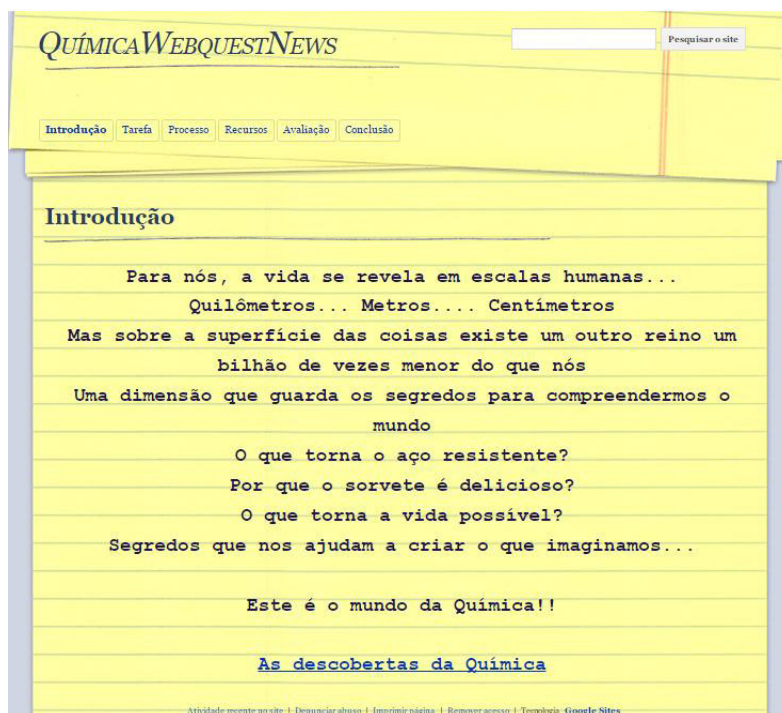 QUÍMICAWEBQUESTNEWS
Pesquisar o site
Introdução Tarefa Processo Recursos Avaliação Conclusão
Introdução
Para nós, a vida se revela em escalas humanas...
Quilômetros... Metros.... Centímetros
Mas sobre a superfície das coisas existe um outro reino um
bilhão de vezes menor do que nós
Uma dimensão que guarda os segredos para compreendermos o
mundo
O que torna o aço resistente?
Por que o sorvete é delicioso?
O que torna a vida possível?
Segredos que nos ajudam a criar o que imaginamos...
Este é o mundo da Química!!
As descobertas da Química
Atividade recente no site | Denunciar abuso | Imprimir página | Remover acesso | Tecnologia Google Sites